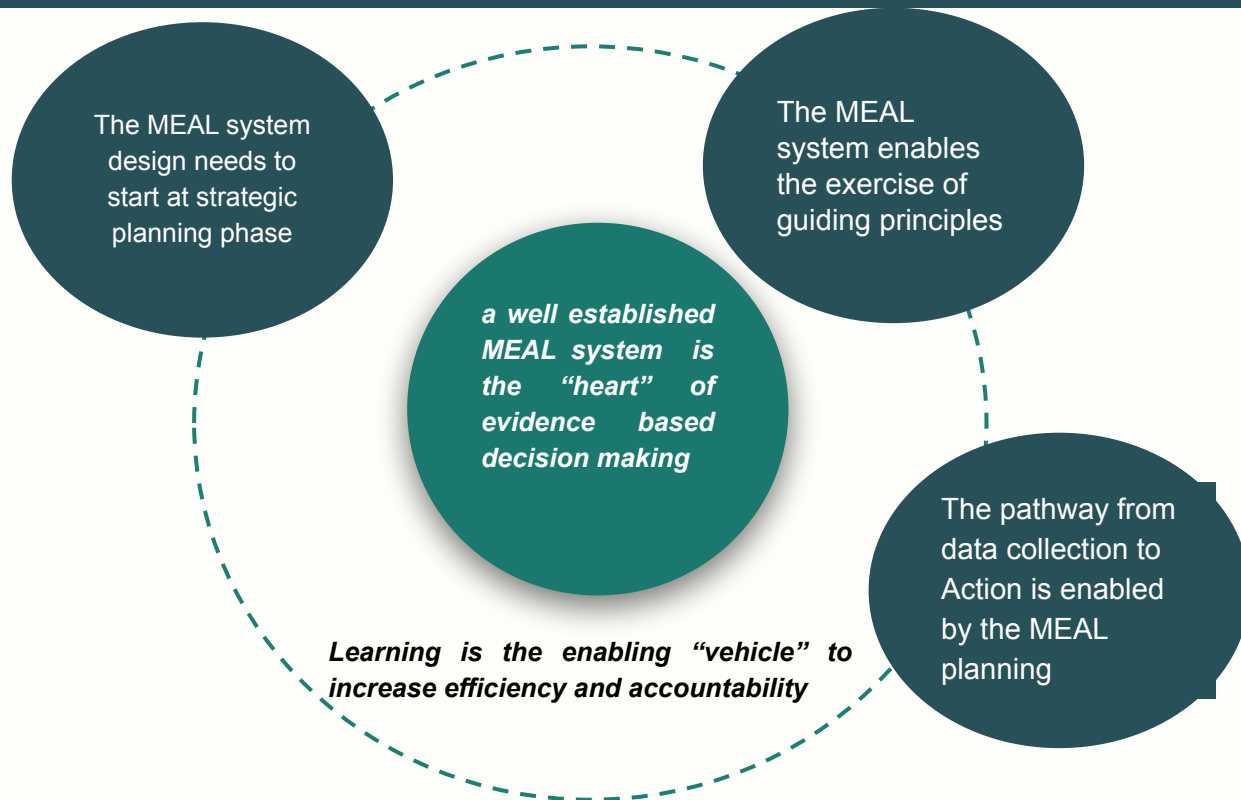 The MEAL system
design needs to
start at strategic
planning phase
The MEAL
system enables
the exercise of
guiding principles
a well established
MEAL system is
the “heart” of
evidence based
decision making
The pathway from
data collection to
Action is enabled
by the MEAL
planning
Learning is the enabling “vehicle” to
increase efficiency and accountability